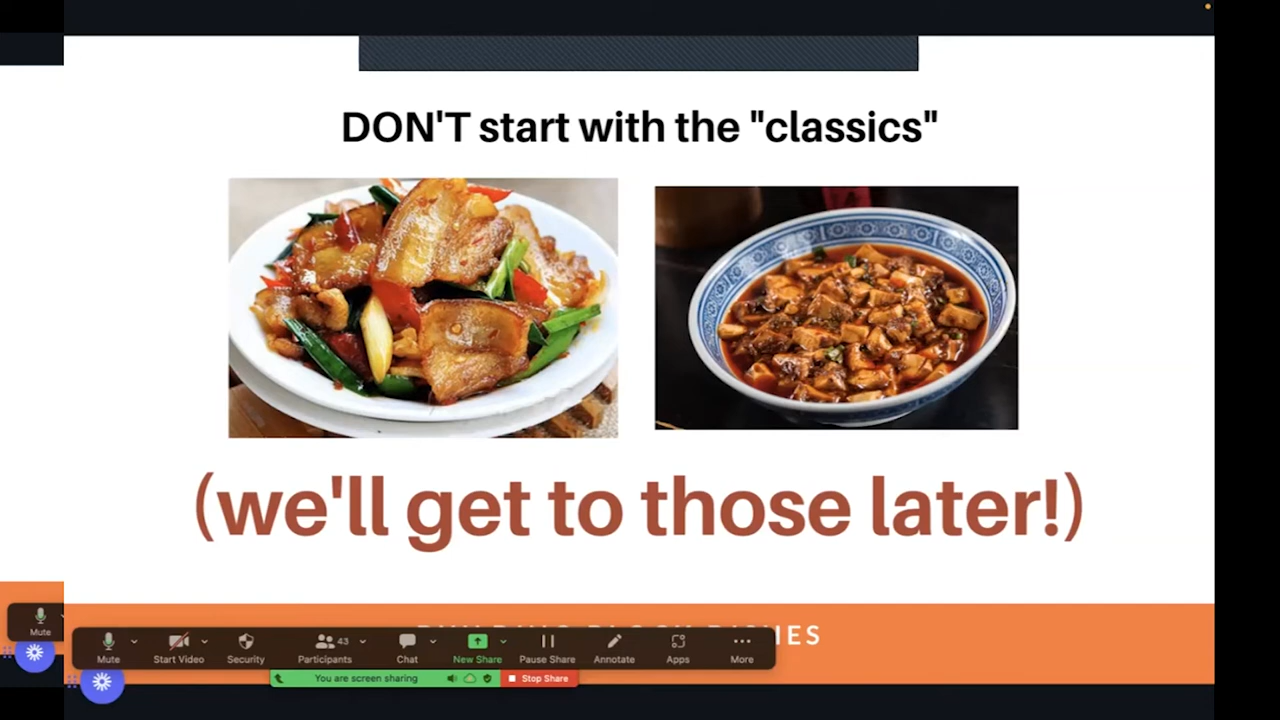 DON'T start with the "classics"
(we'll get to those later!)
Mute
Mute
Start Video
Security
43
Participants
Chat
New Share
Pause Share
Annotate
Apps
More
You are screen sharing
Stop Share